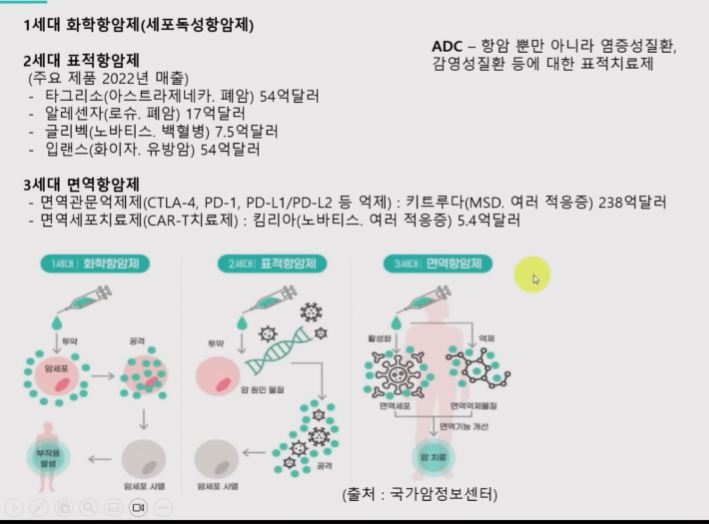 1세대 화학항암제(세포독성항암제)
ADC – 항암 뿐만 아니라 염증성질환,
감영성질환 등에 대한 표적치료제
2세대 표적항암제
(주요 제품 2022년 매출)
- 타그리소(아스트라제네카. 폐암) 54억달러
- 알레센자(로슈. 폐암) 17억달러
- 글리벡(노바티스. 백혈병) 7.5억달러
- 입랜스(화이자. 유방암) 54억달러
3세대 면역항암제
- 면역관문억제제(CTLA-4, PD-1, PD-L1/PD-L2 등 억제) : 키트루다(MSD. 여러 적응증) 238억달러
- 면역세포치료제(CAR-T치료제) : 킴리아(노바티스. 여러 적응증) 5.4억달러
1세대 화학항암제
투약
공격
암세포
부작용
발생
암세포 사멸
2세대 표적항암제
투약
암 원인 물질
공격
암세포 사멸
3세대 면역항암제
활성화
억제
면역세포
면역억제물질
면역기능 개선
암 치료
(출처 : 국가암정보센터)